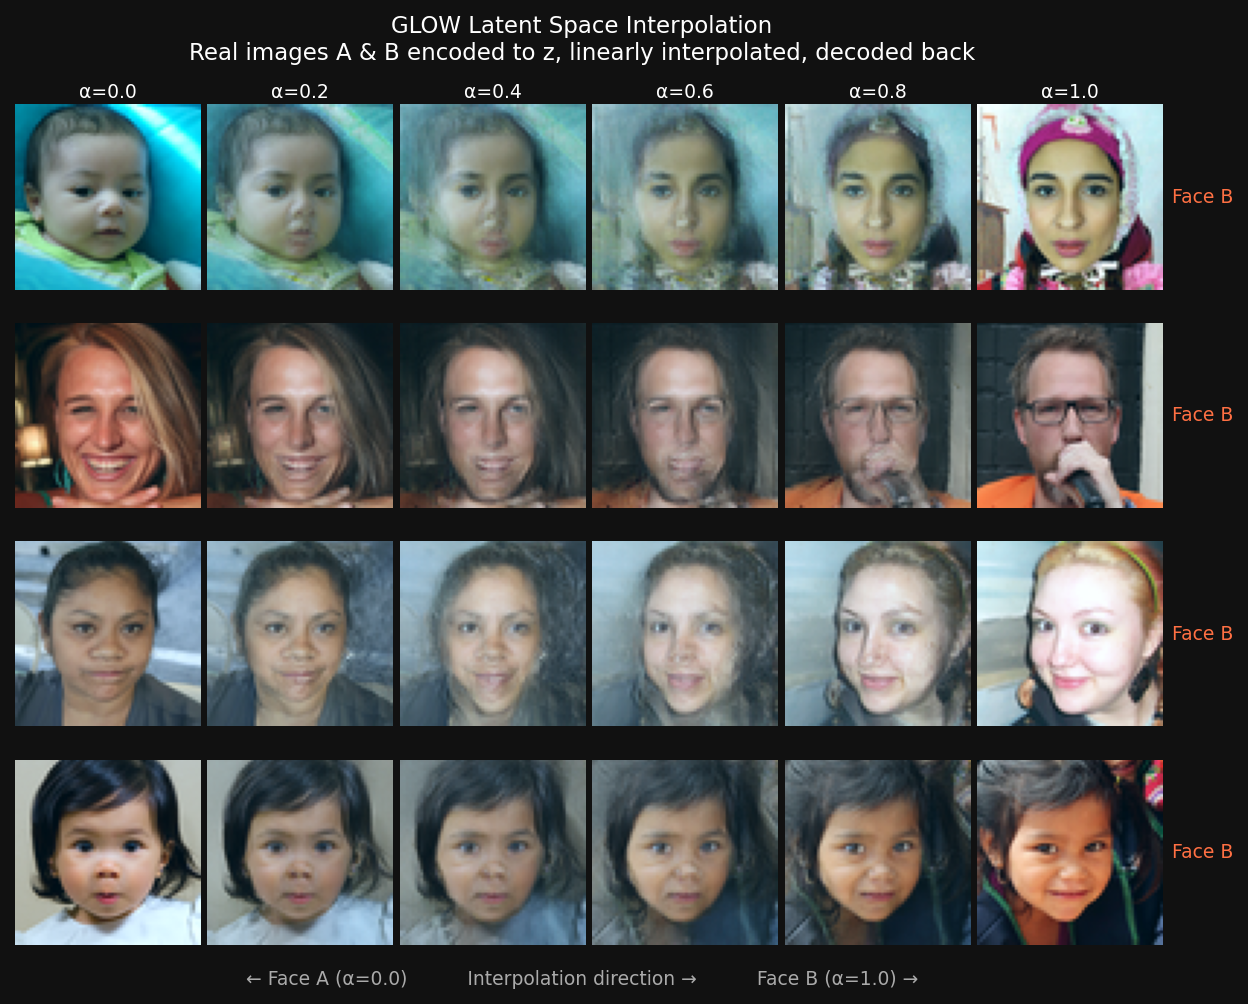 GLOW Latent Space Interpolation
Real images A & B encoded to z, linearly interpolated, decoded back
α=0.0 α=0.2 α=0.4 α=0.6 α=0.8 α=1.0
Face B
Face B
Face B
Face B
← Face A (α=0.0) Interpolation direction → Face B (α=1.0) →